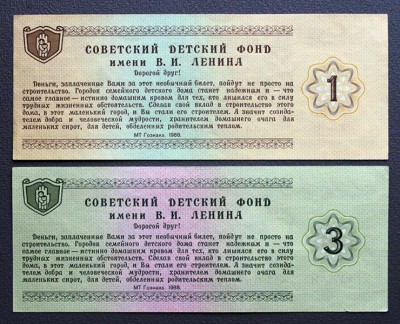 СОВЕТСКИЙ ДЕТСКИЙ ФОНД
имени В. И. ЛЕНИНА
Дорогой друг!
Деньги, заплаченные Вами за этот необычный билет, пойдут не просто на
строительство. Городок семейного детского дома станет надежным и — что
самое главное — истинно домашним кровом для тех, кто лишился его в силу
трудных жизненных обстоятельств. Сделав свой вклад в строительство этого
дома, в этот маленький город, и Вы стали его строителем. А значит созида-
телем добра и человеческой мудрости, хранителем домашнего очага для
маленьких сирот, для детей, обделенных родительским теплом.
МТ Гознака. 1988.
1
СОВЕТСКИЙ ДЕТСКИЙ ФОНД
имени В. И. ЛЕНИНА
Дорогой друг!
Деньги, заплаченные Вами за этот необычный билет, пойдут не просто на
строительство. Городок семейного детского дома станет надежным и — что
самое главное — истинно домашним кровом для тех, кто лишился его в силу
трудных жизненных обстоятельств. Сделав свой вклад в строительство этого
дома, в этот маленький город, и Вы стали его строителем. А значит созида-
телем добра и человеческой мудрости, хранителем домашнего очага для
маленьких сирот, для детей, обделенных родительским теплом.
МТ Гознака. 1988.
3